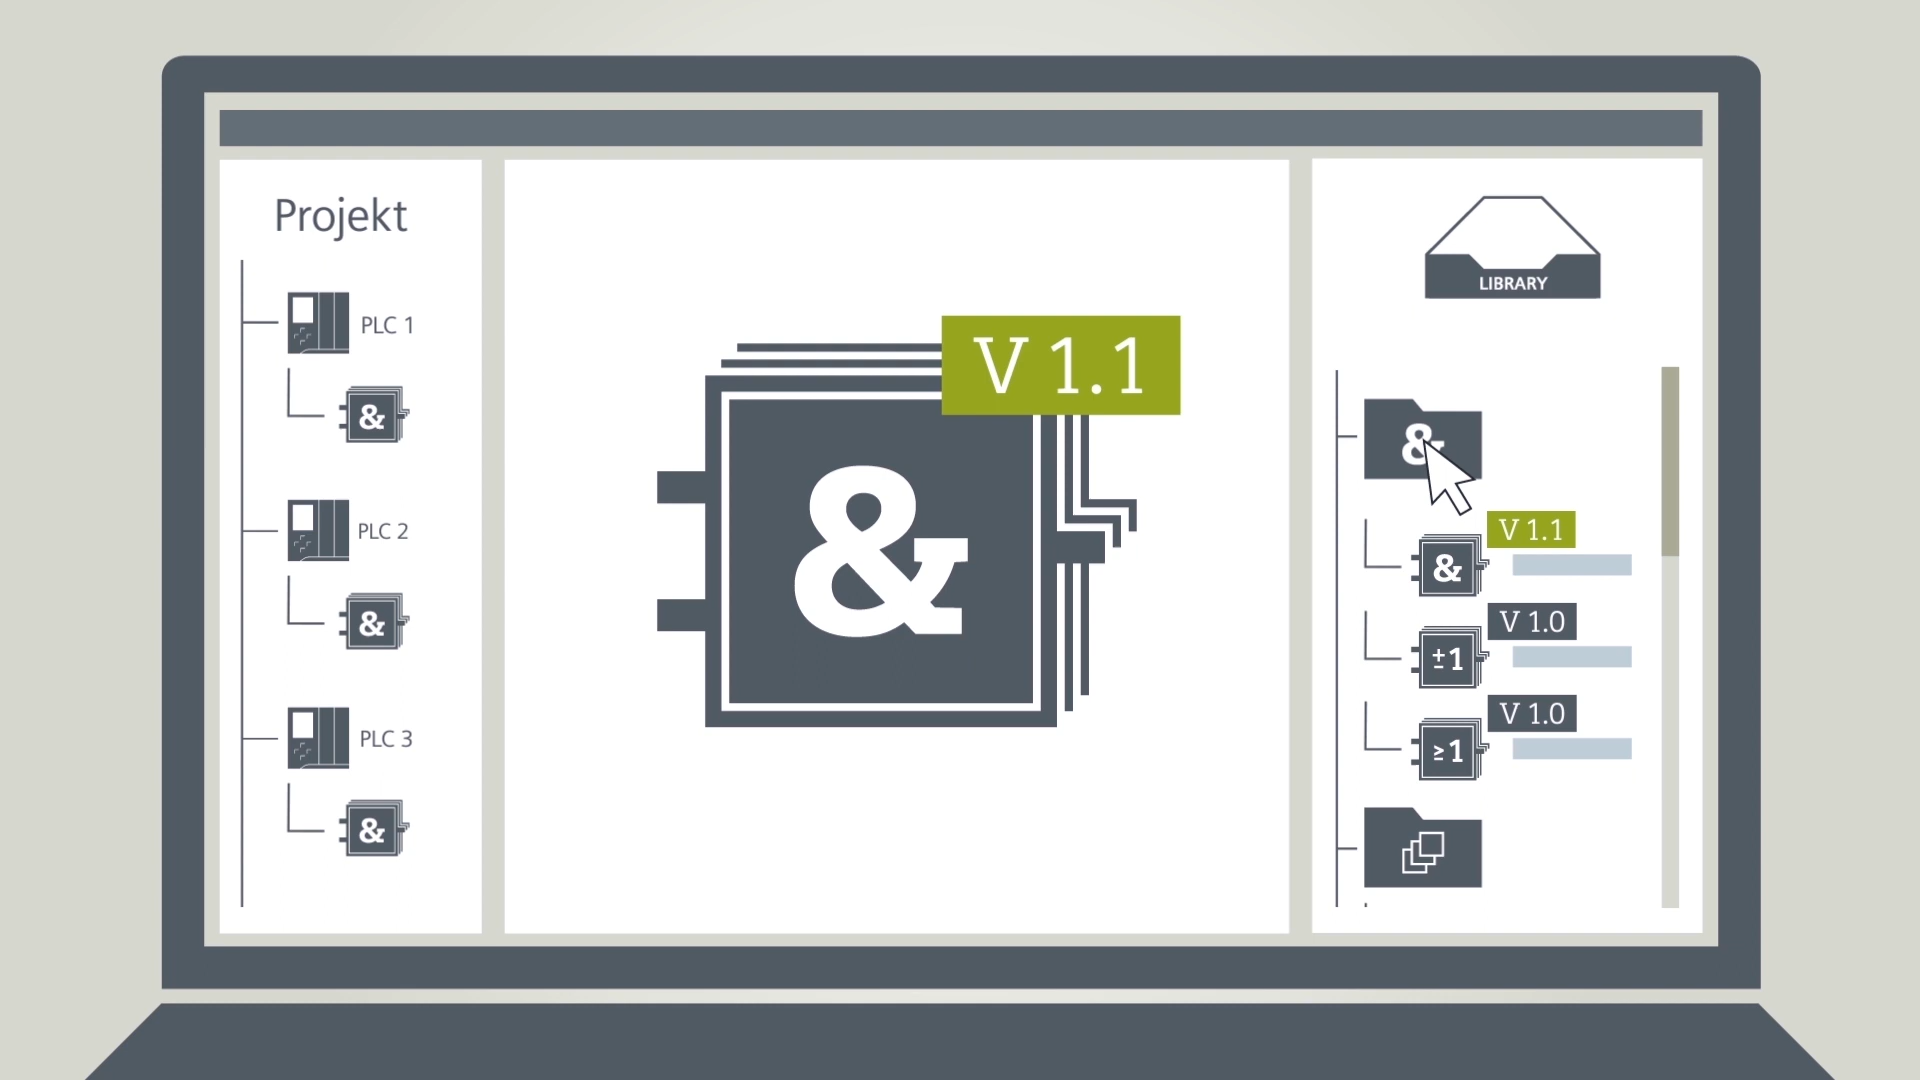 Projekt
PLC 1
&
PLC 2
&
PLC 3
&
V 1.1
&
LIBRARY
&
V 1.1
&
V 1.0
±1
V 1.0
≥1